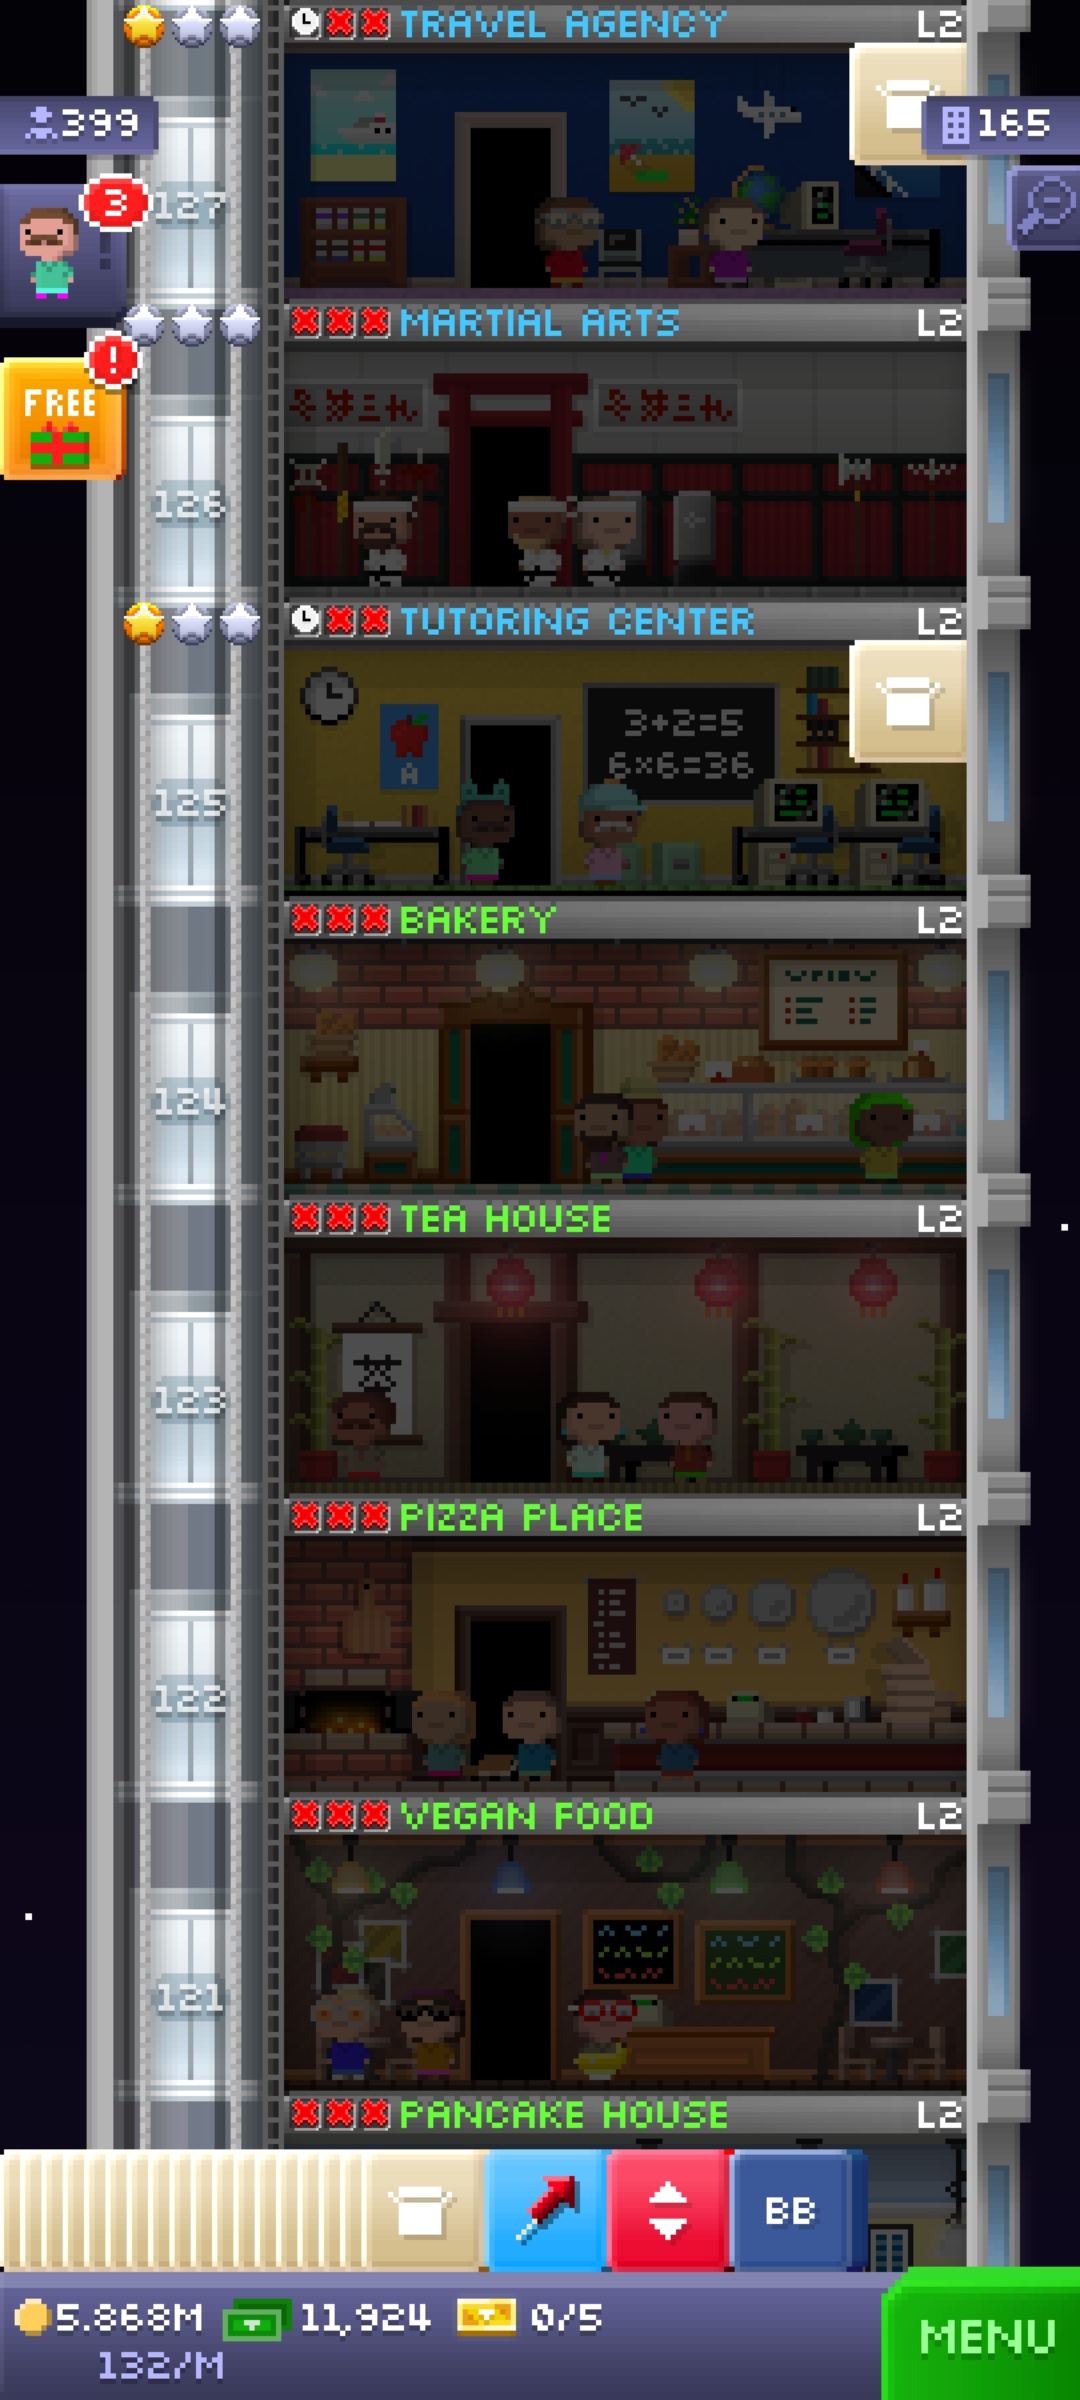 TRAVEL AGENCY L2
399
165
3
127
MARTIAL ARTS L2
!
FREE
126
TUTORING CENTER L2
3+2=5
6×6=36
A
125
BAKERY L2
124
TEA HOUSE L2
123
PIZZA PLACE L2
122
VEGAN FOOD L2
121
PANCAKE HOUSE L2
BB
5.868M 11,924 0/5
132/M
MENU